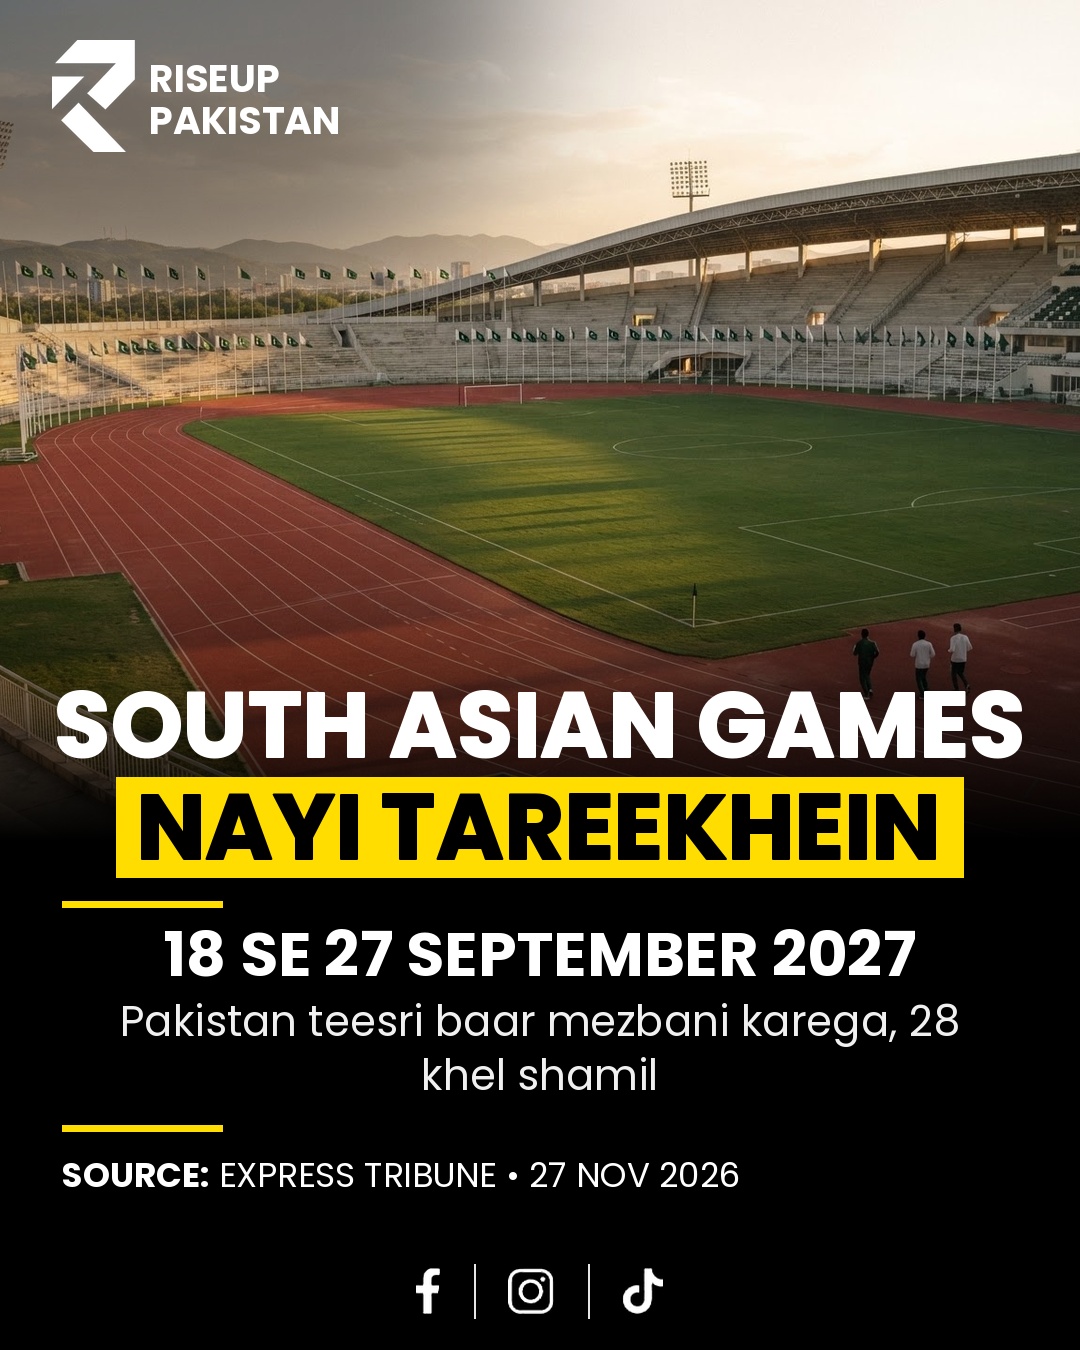 RISEUP
PAKISTAN
SOUTH ASIAN GAMES
NAYI TAREEKHEIN
18 SE 27 SEPTEMBER 2027
Pakistan teesri baar mezbani karega, 28
khel shamil
SOURCE: EXPRESS TRIBUNE • 27 NOV 2026